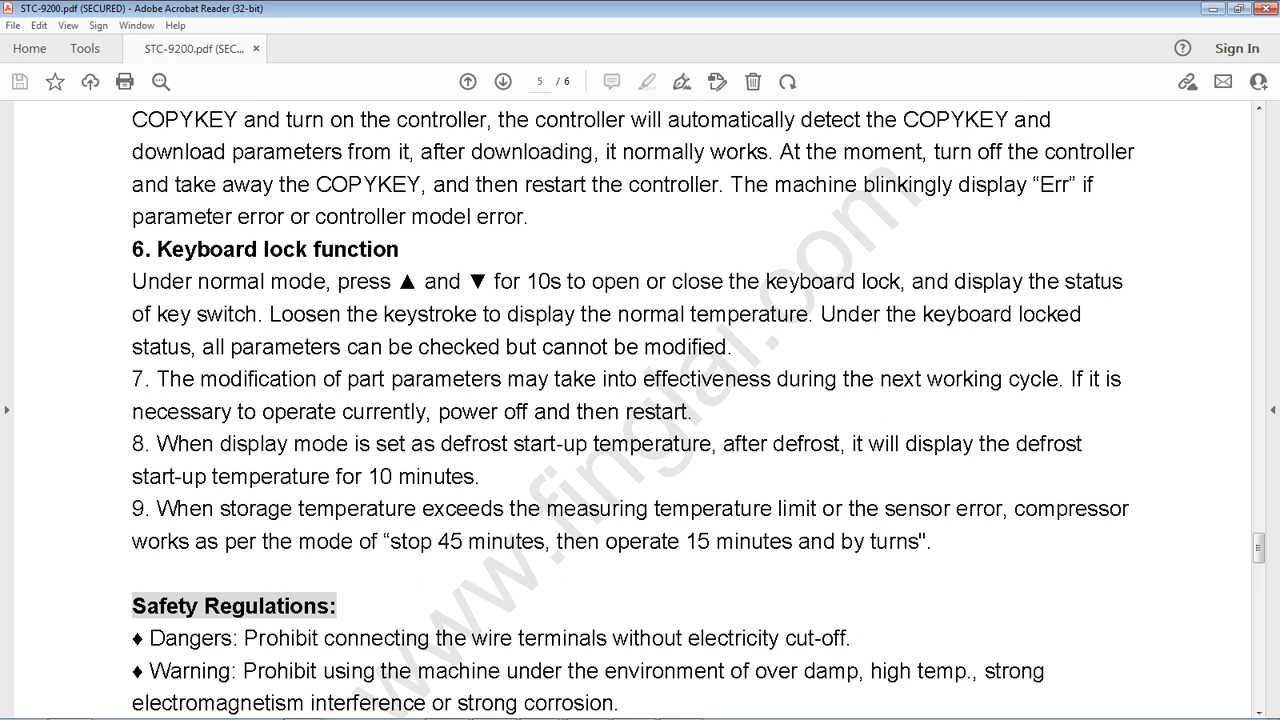 STC-9200.pdf (SECURED) - Adobe Acrobat Reader (32-bit)
File Edit View Sign Window Help
Home Tools STC-9200.pdf (SEC... × Sign In
5 / 6
COPYKEY and turn on the controller, the controller will automatically detect the COPYKEY and
download parameters from it, after downloading, it normally works. At the moment, turn off the controller
and take away the COPYKEY, and then restart the controller. The machine blinkingly display “Err” if
parameter error or controller model error.
6. Keyboard lock function
Under normal mode, press ▲ and ▼ for 10s to open or close the keyboard lock, and display the status
of key switch. Loosen the keystroke to display the normal temperature. Under the keyboard locked
status, all parameters can be checked but cannot be modified.
7. The modification of part parameters may take into effectiveness during the next working cycle. If it is
necessary to operate currently, power off and then restart.
8. When display mode is set as defrost start-up temperature, after defrost, it will display the defrost
start-up temperature for 10 minutes.
9. When storage temperature exceeds the measuring temperature limit or the sensor error, compressor
works as per the mode of “stop 45 minutes, then operate 15 minutes and by turns".
Safety Regulations:
♦ Dangers: Prohibit connecting the wire terminals without electricity cut-off.
♦ Warning: Prohibit using the machine under the environment of over damp, high temp., strong
electromagnetism interference or strong corrosion.
www.finglai.com